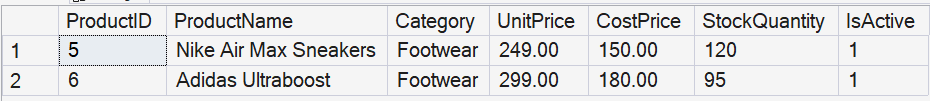 ProductID ProductName Category UnitPrice CostPrice StockQuantity IsActive
1 5 Nike Air Max Sneakers Footwear 249.00 150.00 120 1
2 6 Adidas Ultraboost Footwear 299.00 180.00 95 1